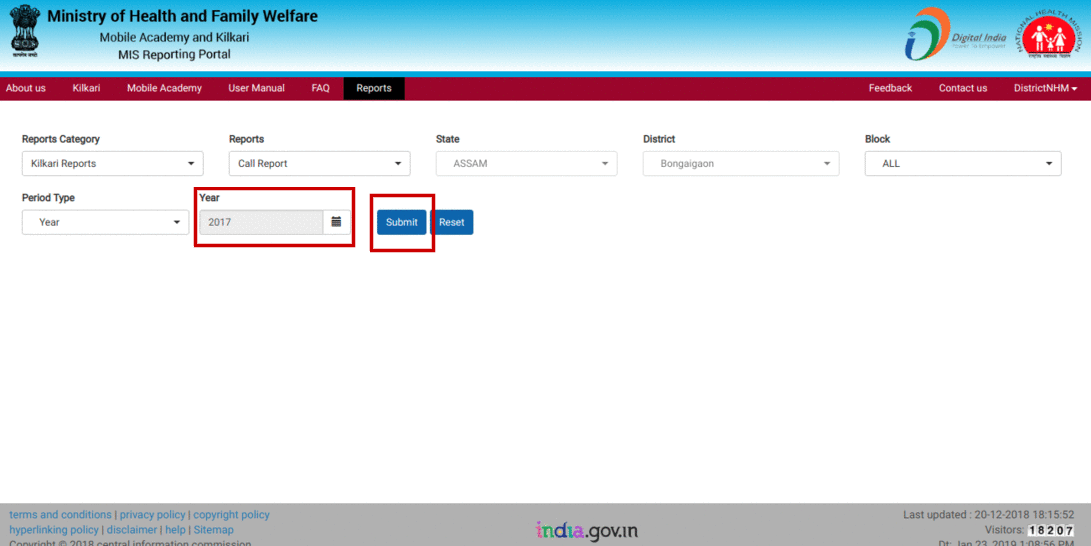 Ministry of Health and Family Welfare
Mobile Academy and Kilkari
MIS Reporting Portal
Digital India
Power To Empower
NATIONAL HEALTH MISSION
About us Kilkari Mobile Academy User Manual FAQ Reports Feedback Contact us DistrictNHM
Reports Category Reports State District Block
Kilkari Reports Call Report ASSAM Bongaigaon ALL
Period Type Year
Year 2017 Submit Reset
terms and conditions | privacy policy | copyright policy
hyperlinking policy | disclaimer | help | Sitemap
Copyright © 2018 central information commission
india.gov.in
Last updated : 20-12-2018 18:15:52
Visitors: 18207
Dt: Jan 23, 2019 1:08:56 PM